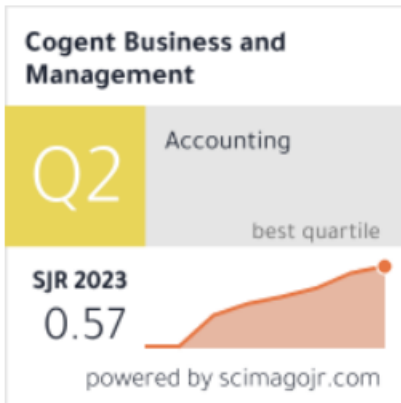 Cogent Business and
Management
Q2
Accounting
best quartile
SJR 2023
0.57
powered by scimagojr.com